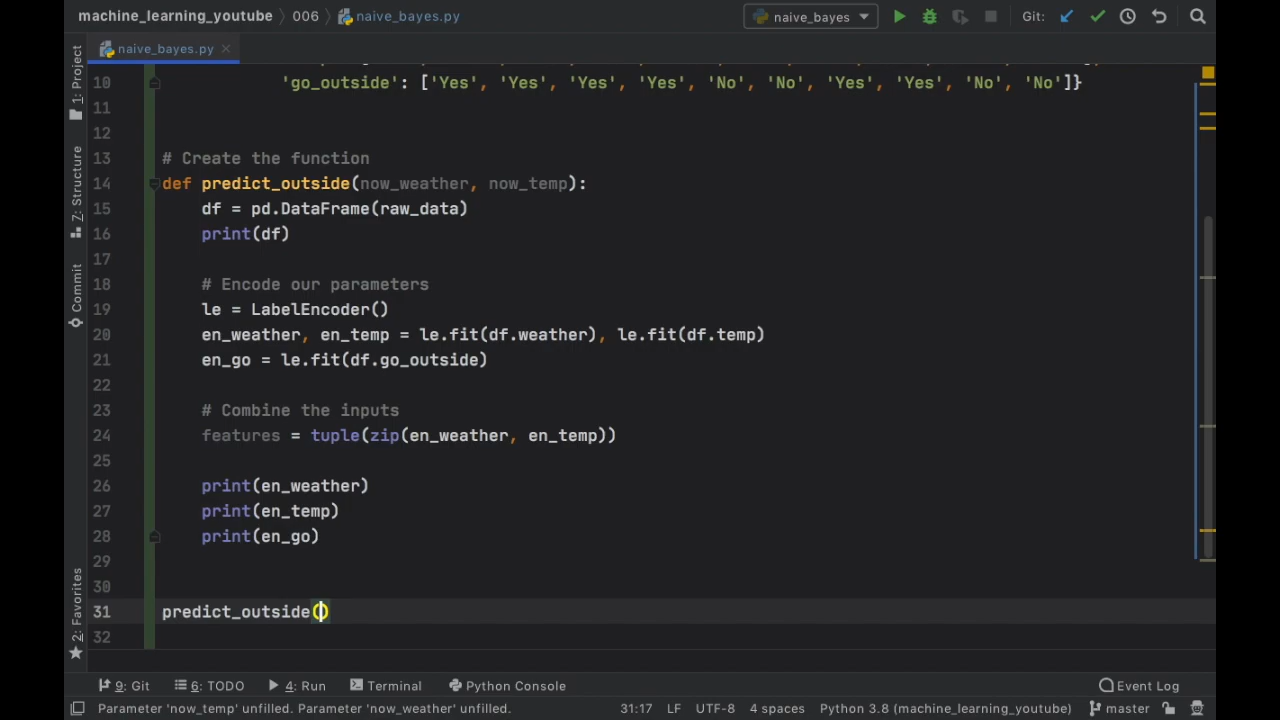 machine_learning_youtube 006 naive_bayes.py naive_bayes Git:
naive_bayes.py
1: Project
7: Structure
Commit
2: Favorites
10 'go_outside': ['Yes', 'Yes', 'Yes', 'Yes', 'No', 'No', 'Yes', 'Yes', 'No', 'No']}
11
12
13 # Create the function
14 def predict_outside(now_weather, now_temp):
15 df = pd.DataFrame(raw_data)
16 print(df)
17
18 # Encode our parameters
19 le = LabelEncoder()
20 en_weather, en_temp = le.fit(df.weather), le.fit(df.temp)
21 en_go = le.fit(df.go_outside)
22
23 # Combine the inputs
24 features = tuple(zip(en_weather, en_temp))
25
26 print(en_weather)
27 print(en_temp)
28 print(en_go)
29
30
31 predict_outside()
32
9: Git 6: TODO 4: Run Terminal Python Console Event Log
Parameter 'now_temp' unfilled. Parameter 'now_weather' unfilled. 31:17 LF UTF-8 4 spaces Python 3.8 (machine_learning_youtube) master